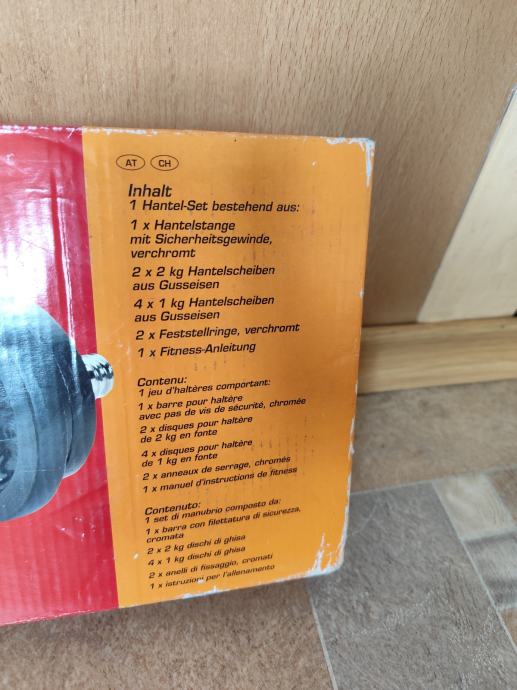 AT CH
Inhalt
1 Hantel-Set bestehend aus:
1 x Hantelstange
mit Sicherheitsgewinde,
verchromt
2 x 2 kg Hantelscheiben
aus Gusseisen
4 x 1 kg Hantelscheiben
aus Gusseisen
2 x Feststellringe, verchromt
1 x Fitness-Anleitung
Contenu:
1 jeu d'haltères comportant:
1 x barre pour haltère
avec pas de vis de sécurité, chromée
2 x disques pour haltère
de 2 kg en fonte
4 x disques pour haltère
de 1 kg en fonte
2 x anneaux de serrage, chromés
1 x manuel d'instructions de fitness
Contenuto:
1 set di manubrio composto da:
1 x barra con filettatura di sicurezza,
cromata
2 x 2 kg dischi di ghisa
4 x 1 kg dischi di ghisa
2 x anelli di fissaggio, cromati
1 x istruzioni per l'allenamento